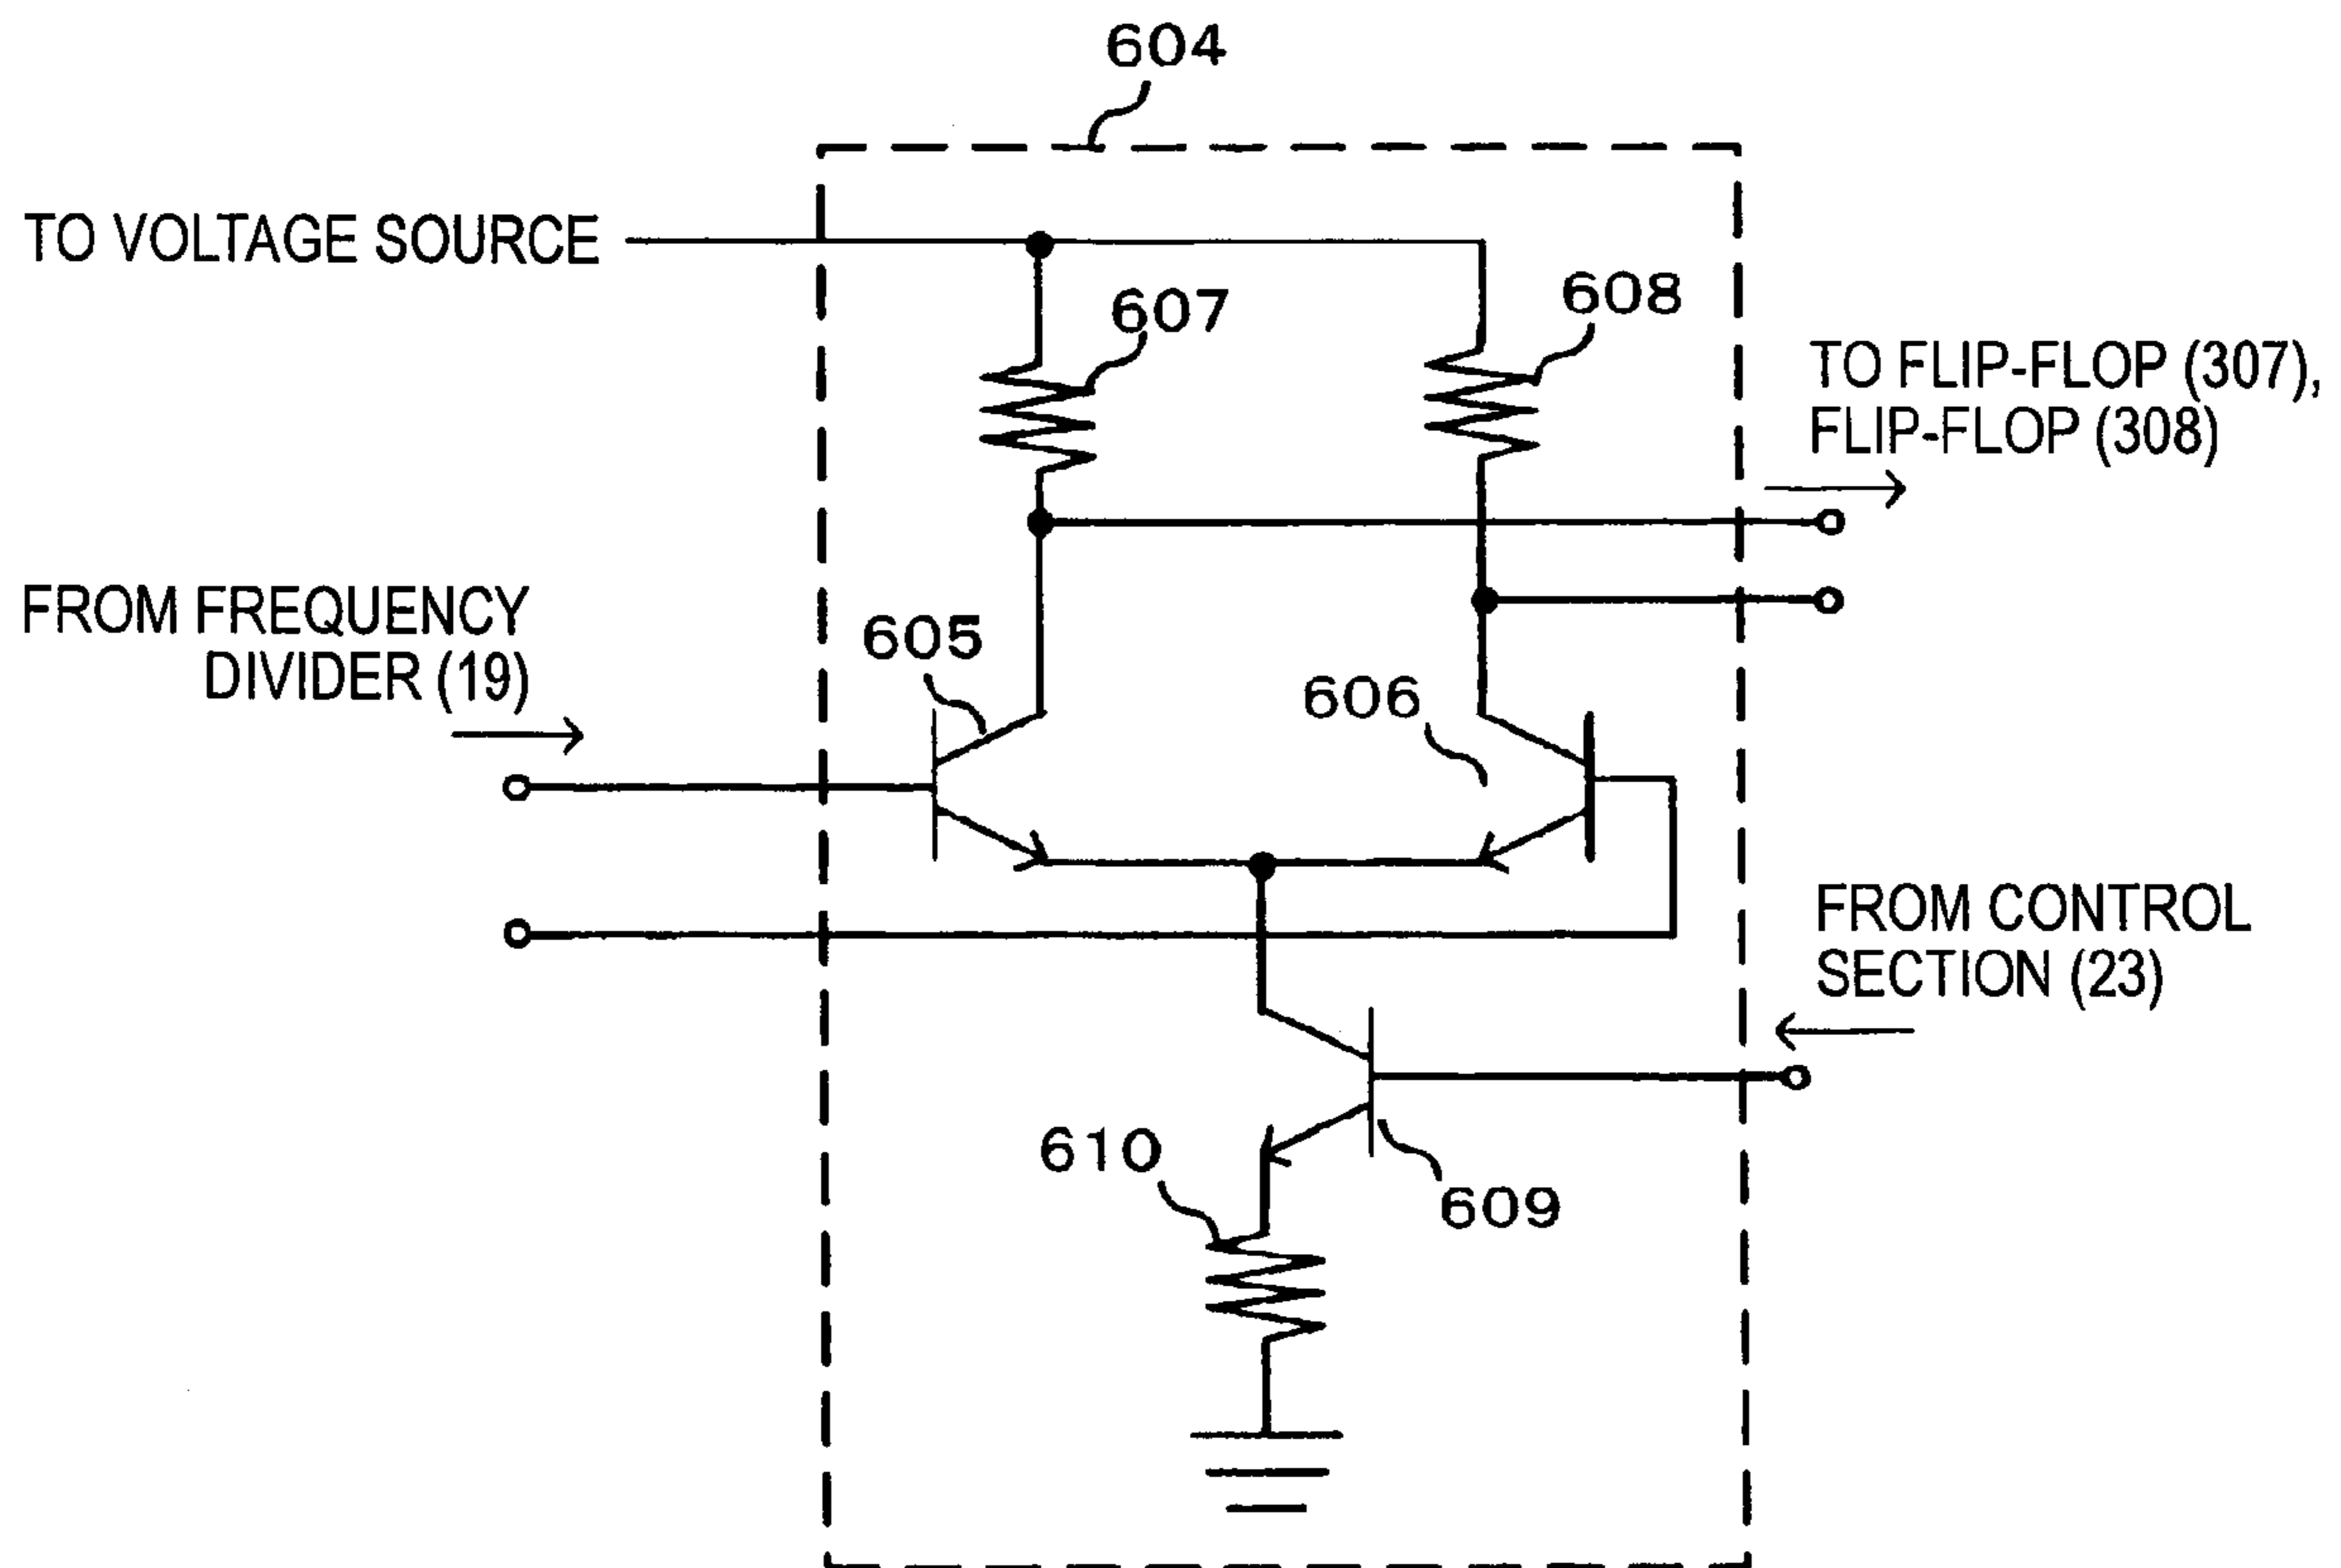 604
TO VOLTAGE SOURCE
607
608
TO FLIP-FLOP (307),
FLIP-FLOP (308)
FROM FREQUENCY
DIVIDER (19)
605
606
FROM CONTROL
SECTION (23)
610
609